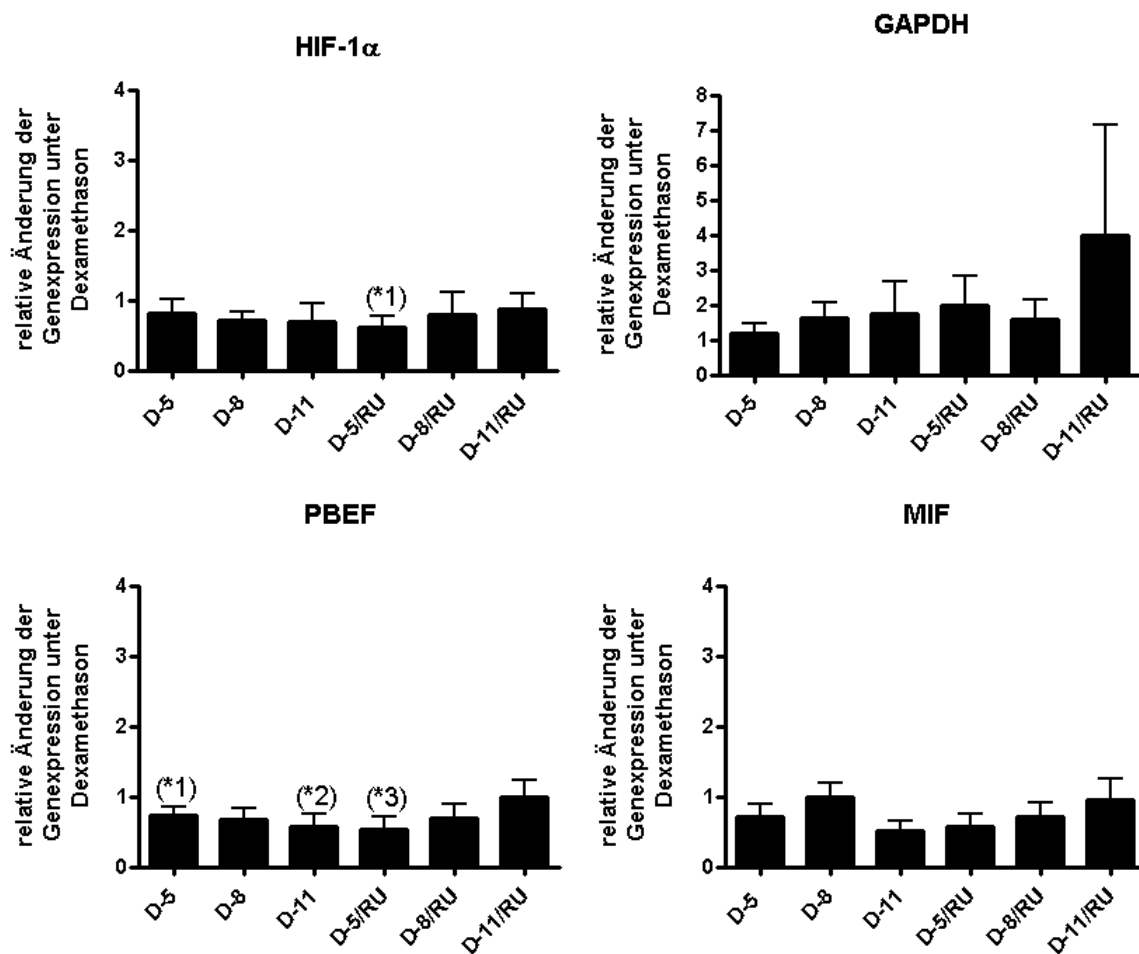 HIF-1α
relative Änderung der
Genexpression unter
Dexamethason
4
3
2
1
0
(*1)
D-5
D-8
D-11
D-5/RU
D-8/RU
D-11/RU
GAPDH
relative Änderung der
Genexpression unter
Dexamethason
8
7
6
5
4
3
2
1
0
D-5
D-8
D-11
D-5/RU
D-8/RU
D-11/RU
PBEF
relative Änderung der
Genexpression unter
Dexamethason
4
3
2
1
0
(*1)
(*2)
(*3)
D-5
D-8
D-11
D-5/RU
D-8/RU
D-11/RU
MIF
relative Änderung der
Genexpression unter
Dexamethason
4
3
2
1
0
D-5
D-8
D-11
D-5/RU
D-8/RU
D-11/RU